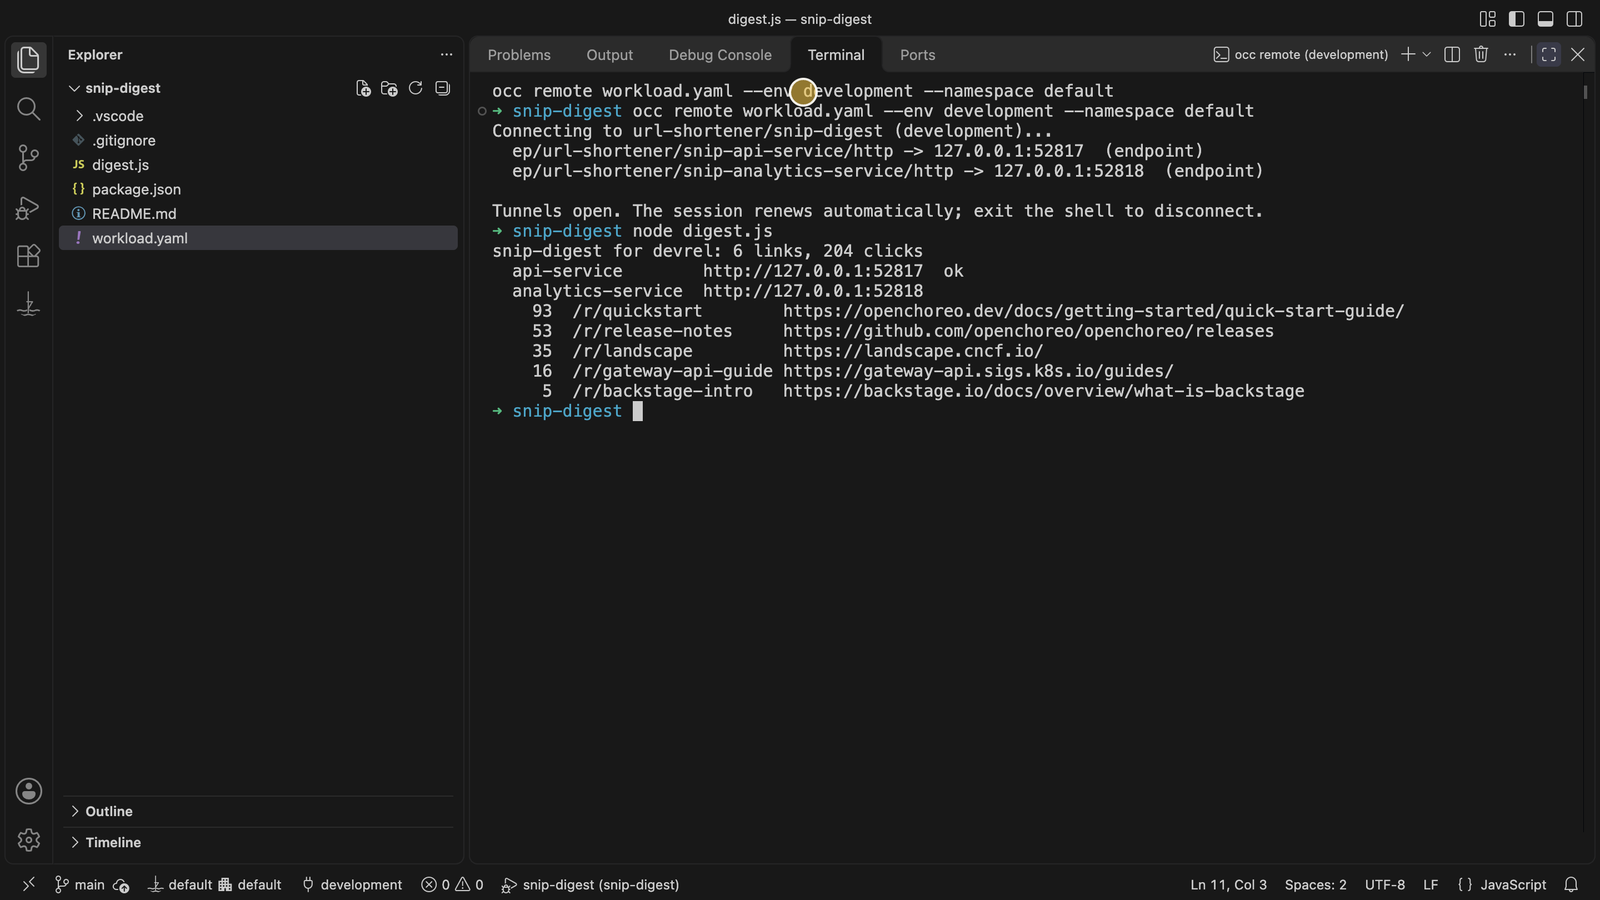 digest.js — snip-digest
Explorer
snip-digest
.vscode
.gitignore
JS digest.js
{} package.json
README.md
! workload.yaml
Outline
Timeline
Problems Output Debug Console Terminal Ports
occ remote (development)
occ remote workload.yaml --env development --namespace default
➜ snip-digest occ remote workload.yaml --env development --namespace default
Connecting to url-shortener/snip-digest (development)...
ep/url-shortener/snip-api-service/http -> 127.0.0.1:52817 (endpoint)
ep/url-shortener/snip-analytics-service/http -> 127.0.0.1:52818 (endpoint)
Tunnels open. The session renews automatically; exit the shell to disconnect.
➜ snip-digest node digest.js
snip-digest for devrel: 6 links, 204 clicks
api-service http://127.0.0.1:52817 ok
analytics-service http://127.0.0.1:52818
93 /r/quickstart https://openchoreo.dev/docs/getting-started/quick-start-guide/
53 /r/release-notes https://github.com/openchoreo/openchoreo/releases
35 /r/landscape https://landscape.cncf.io/
16 /r/gateway-api-guide https://gateway-api.sigs.k8s.io/guides/
5 /r/backstage-intro https://backstage.io/docs/overview/what-is-backstage
➜ snip-digest
main default default development 0 0 snip-digest (snip-digest) Ln 11, Col 3 Spaces: 2 UTF-8 LF {} JavaScript